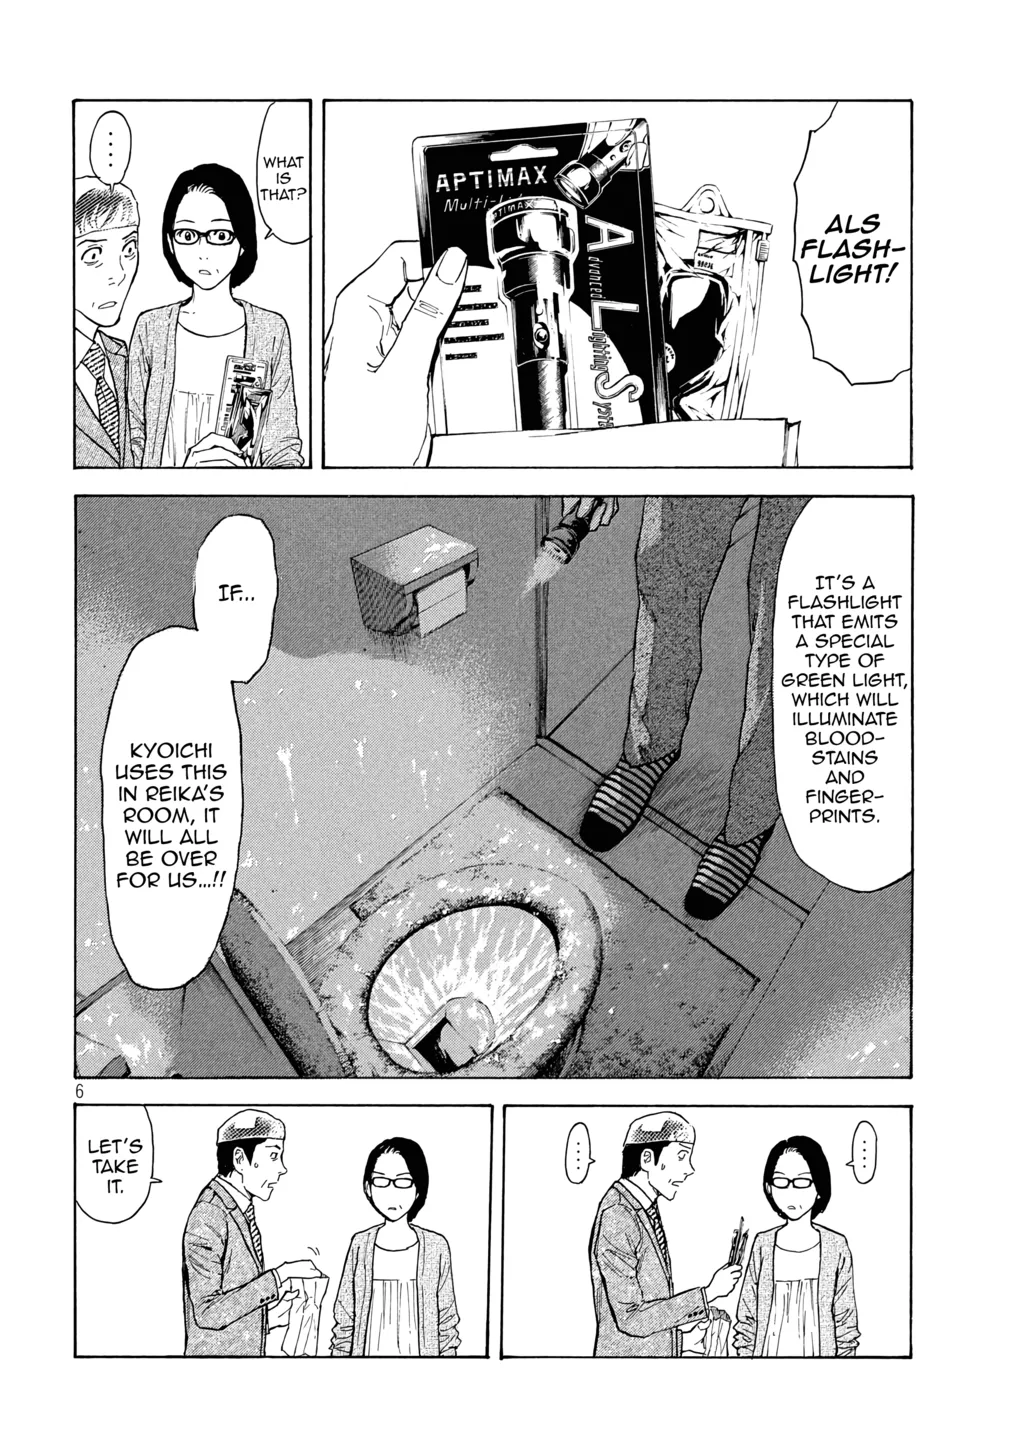 ALS
FLASH-
LIGHT!
APTIMAX
Multi-Li
APTIMAX
Advanced
Lighting
WHAT
IS
THAT?
....
IT'S A
FLASHLIGHT
THAT EMITS
A SPECIAL
TYPE OF
GREEN LIGHT,
WHICH WILL
ILLUMINATE
BLOOD-
STAINS
AND
FINGER-
PRINTS.
IF...
KYOICHI
USES THIS
IN REIKA'S
ROOM, IT
WILL ALL
BE OVER
FOR US...!!
6
....
....
LET'S
TAKE
IT.